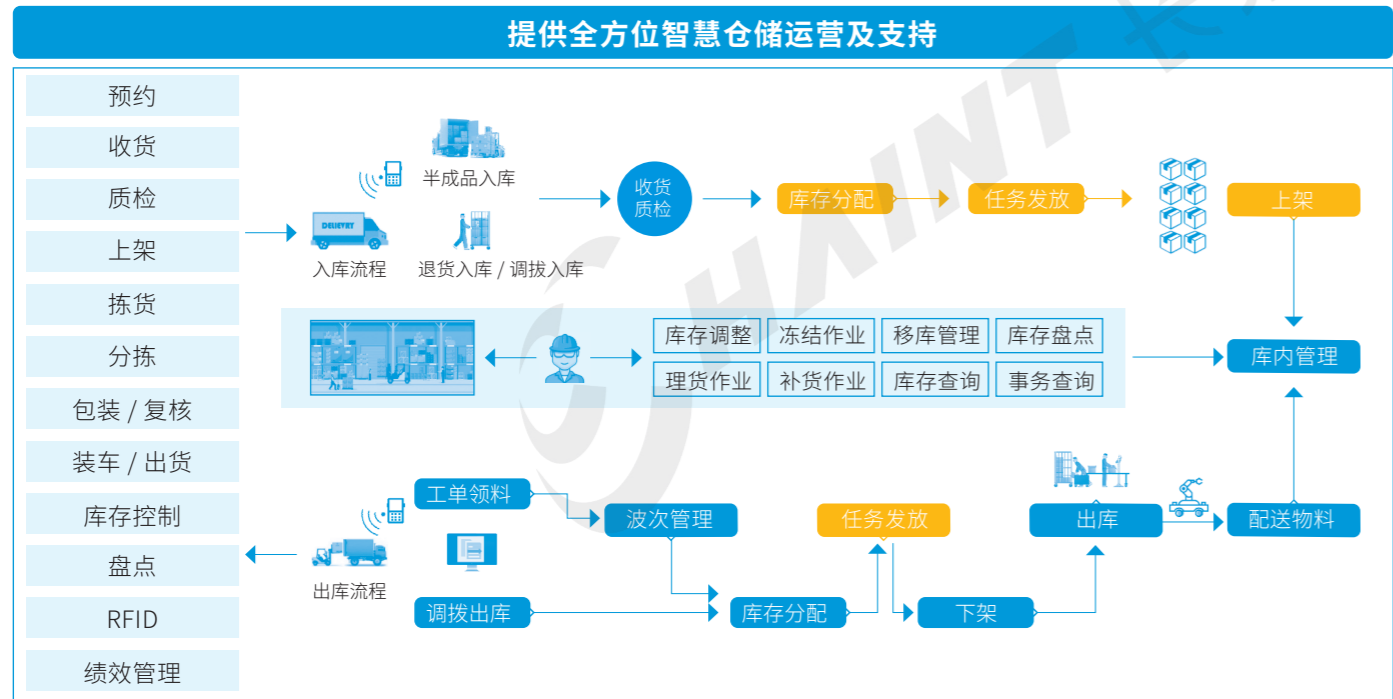 提供全方位智慧仓储运营及支持
预约
收货
质检
上架
拣货
分拣
包装 / 复核
装车 / 出货
库存控制
盘点
RFID
绩效管理
半成品入库
DELIEVRY
入库流程
退货入库 / 调拔入库
收货
质检
库存分配
任务发放
上架
库存调整
冻结作业
移库管理
库存盘点
理货作业
补货作业
库存查询
事务查询
库内管理
出库流程
工单领料
调拨出库
波次管理
库存分配
任务发放
下架
出库
配送物料
HAINT 长